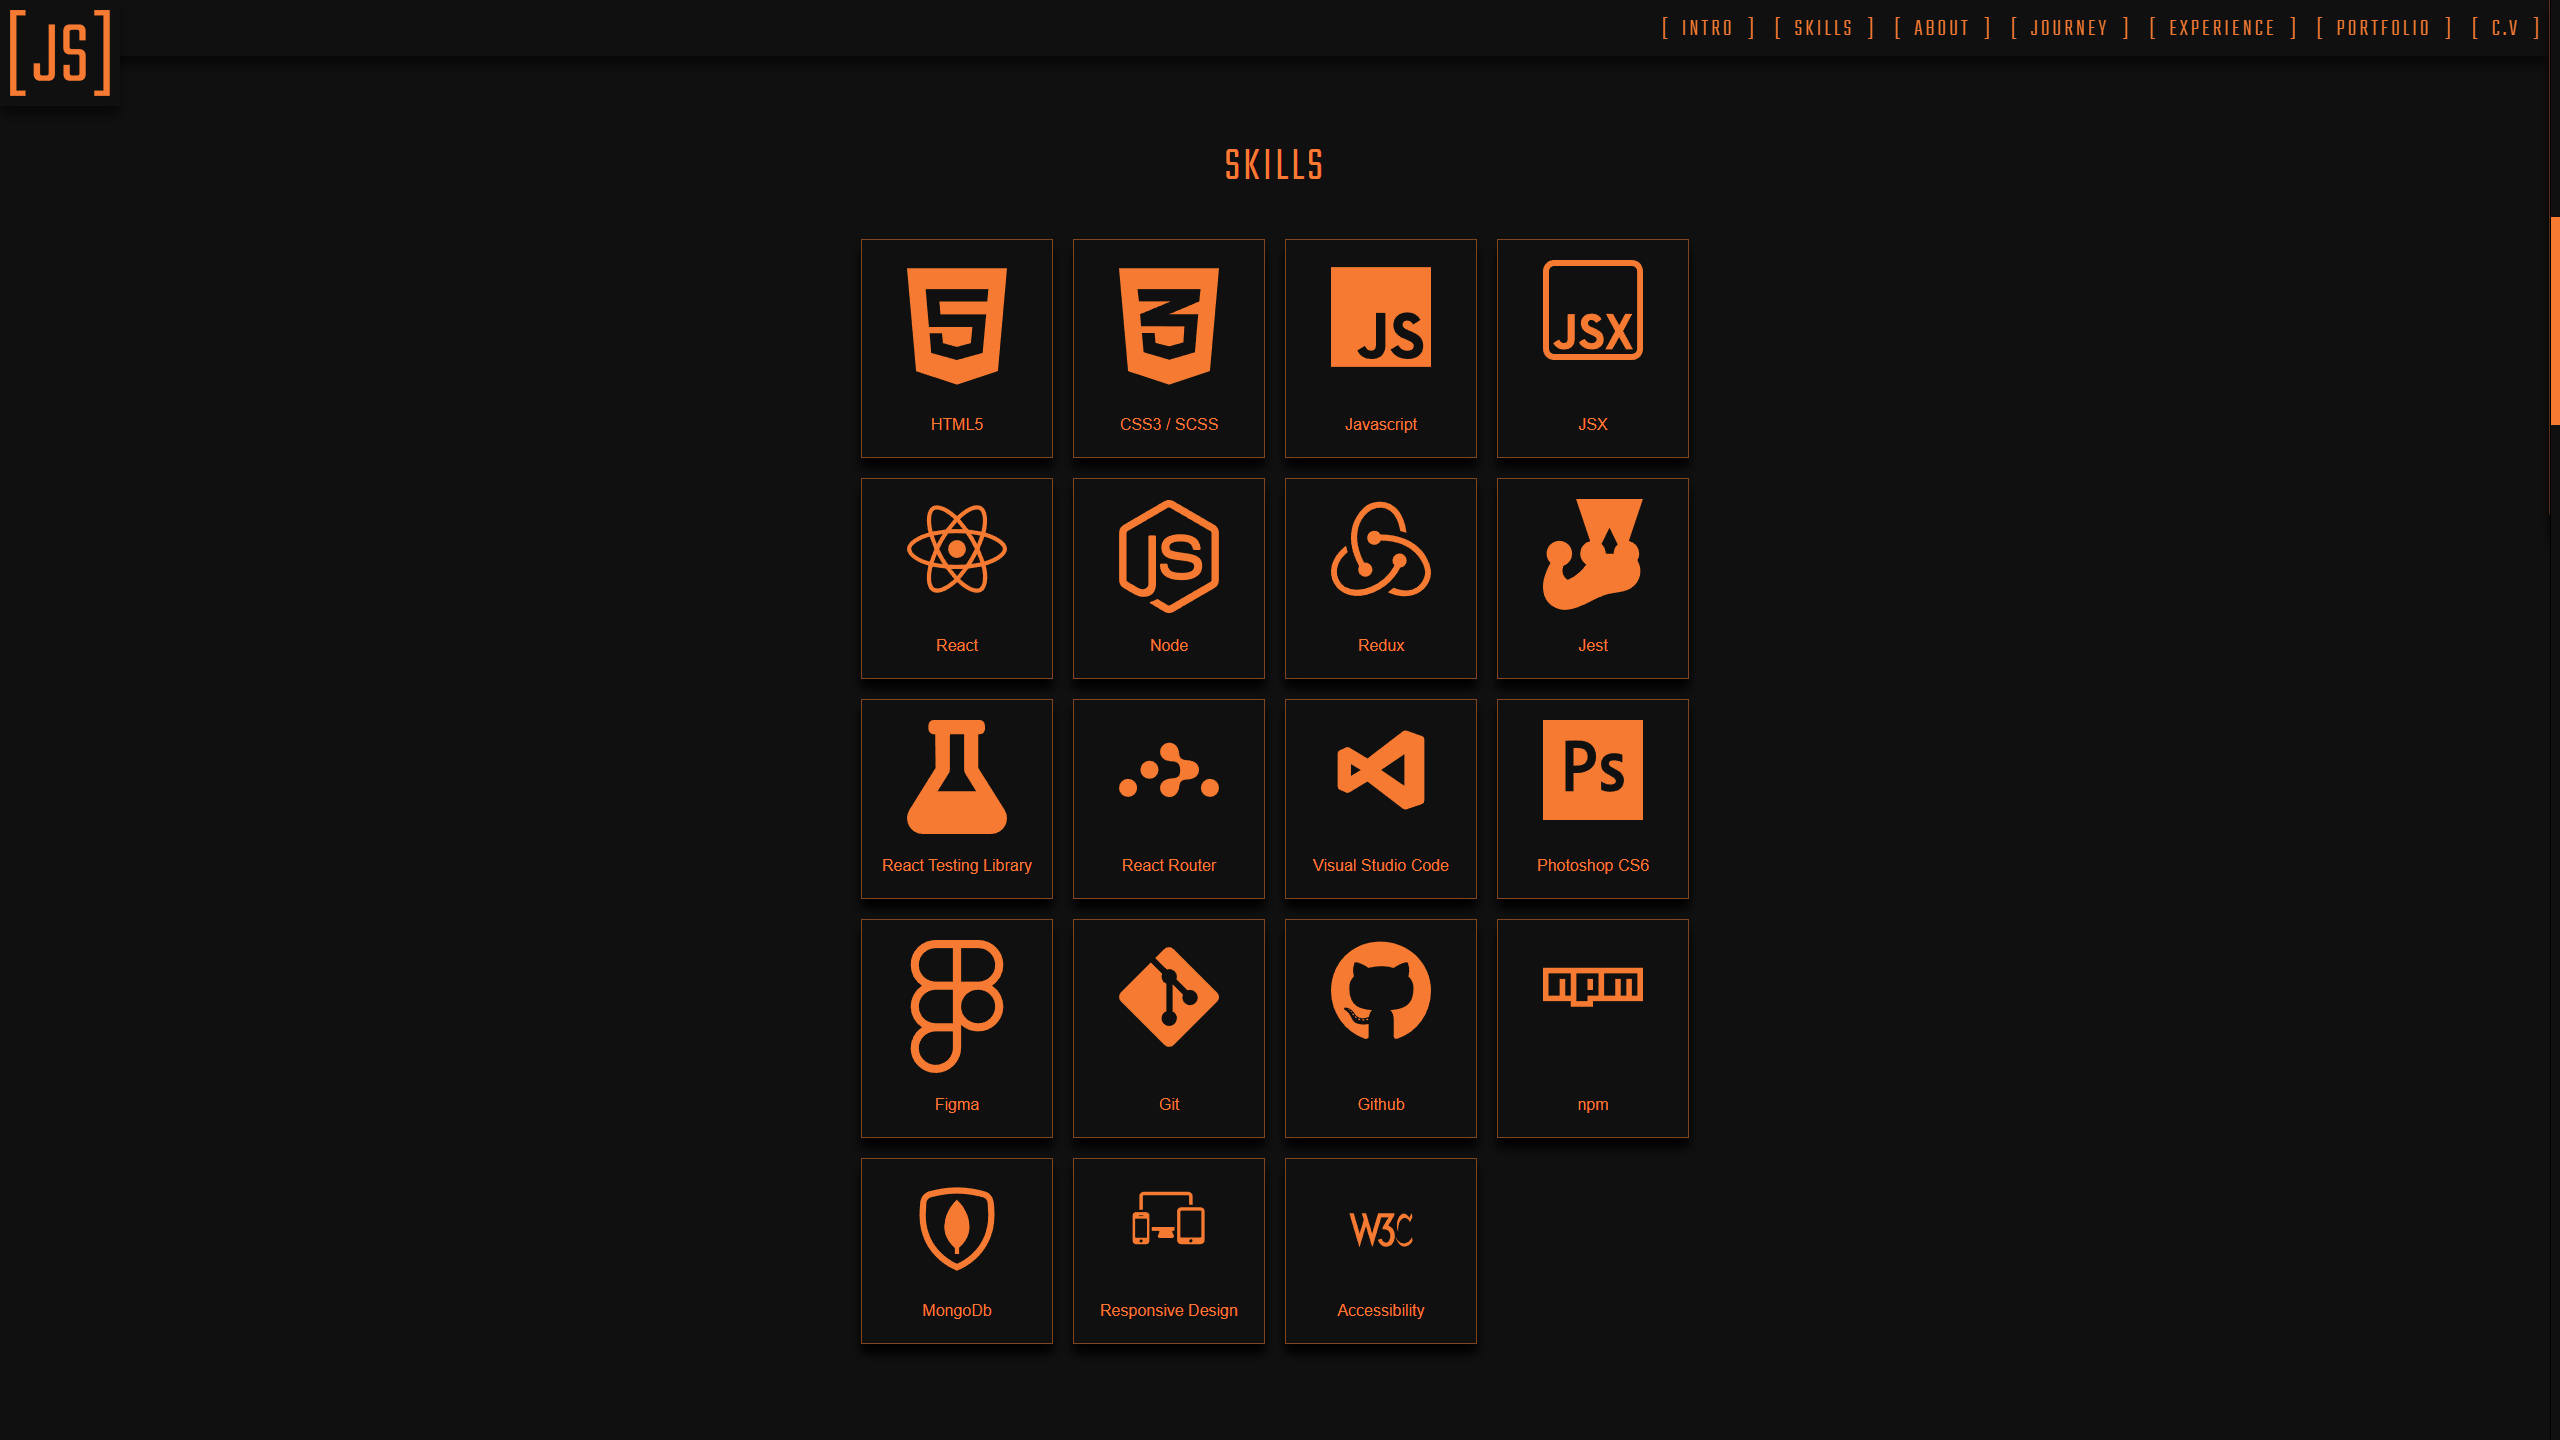 [JS]
[ INTRO ] [ SKILLS ] [ ABOUT ] [ JOURNEY ] [ EXPERIENCE ] [ PORTFOLIO ] [ C.V ]
SKILLS
5 3 JS JSX
HTML5 CSS3 / SCSS Javascript JSX
JS
React Node Redux Jest
Ps
React Testing Library React Router Visual Studio Code Photoshop CS6
npm
Figma Git Github npm
W3C
MongoDb Responsive Design Accessibility